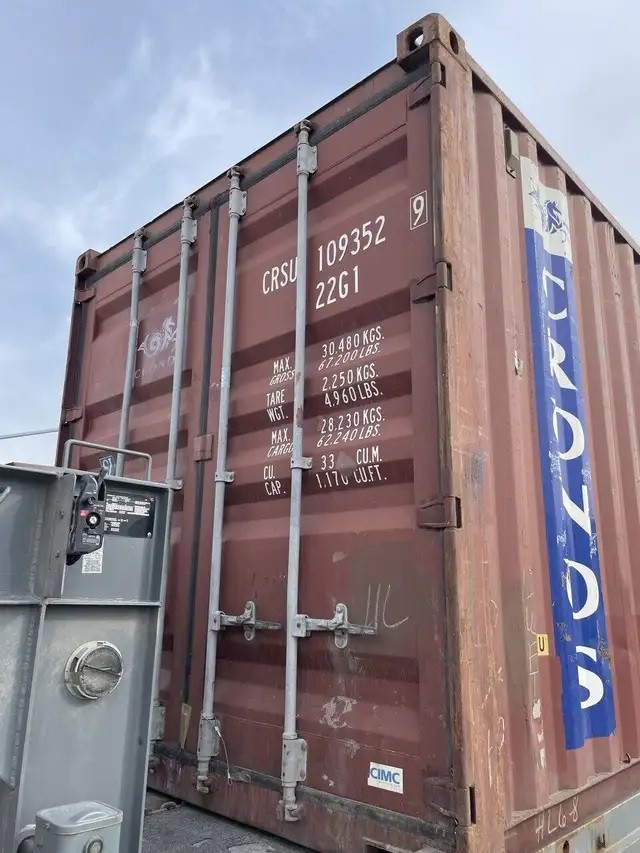 9
CRSU 109352
22G1
MAX. 30.480 KGS.
GROSS 67.200 LBS.
TARE 2.250 KGS.
WGT. 4.960 LBS.
MAX. 28.230 KGS.
CARGO 62.240 LBS.
CU. 33 CU.M.
CAP. 1.170 CU.FT.
CRONOS
U
CIMC
HL6-8